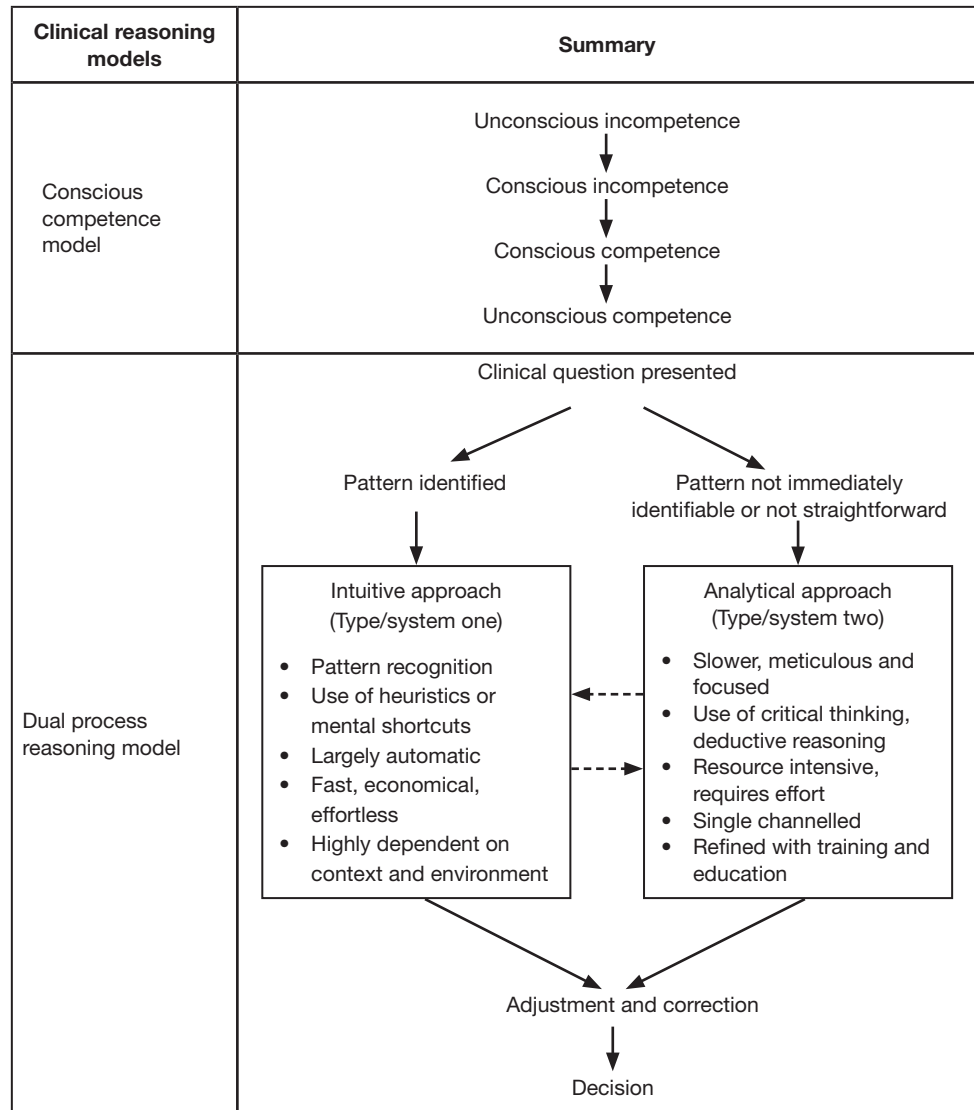 Clinical reasoning
models
Summary
Conscious
competence
model
Unconscious incompetence
Conscious incompetence
Conscious competence
Unconscious competence
Dual process
reasoning model
Clinical question presented
Pattern identified
Pattern not immediately
identifiable or not straightforward
Intuitive approach
(Type/system one)
• Pattern recognition
• Use of heuristics or
mental shortcuts
• Largely automatic
• Fast, economical,
effortless
• Highly dependent on
context and environment
Analytical approach
(Type/system two)
• Slower, meticulous and
focused
• Use of critical thinking,
deductive reasoning
• Resource intensive,
requires effort
• Single channelled
• Refined with training and
education
Adjustment and correction
Decision